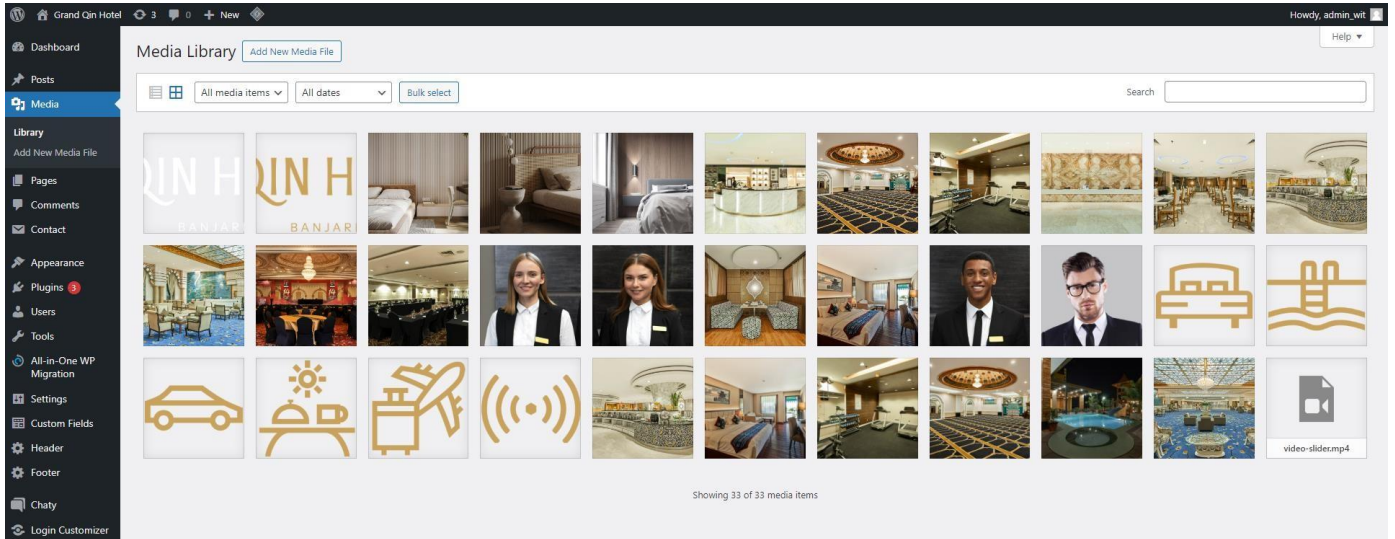 Grand Qin Hotel 3 0 New Howdy, admin_wit
Help
Dashboard
Posts
Media
Library
Add New Media File
Pages
Comments
Contact
Appearance
Plugins 3
Users
Tools
All-in-One WP
Migration
Settings
Custom Fields
Header
Footer
Chaty
Login Customizer
Media Library Add New Media File
All media items All dates Bulk select Search
QIN H QIN H
BANJAR BANJAR
video-slider.mp4
Showing 33 of 33 media items